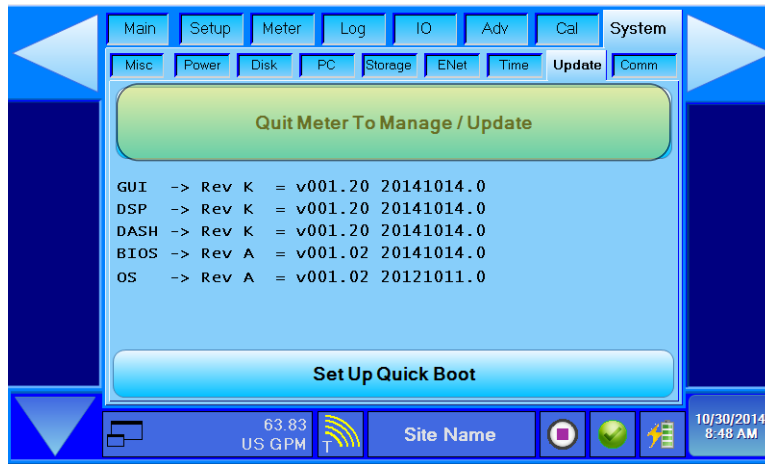 Main Setup Meter Log IO Adv Cal System
Misc Power Disk PC Storage ENet Time Update Comm
Quit Meter To Manage / Update
GUI -> Rev K = v001.20 20141014.0
DSP -> Rev K = v001.20 20141014.0
DASH -> Rev K = v001.20 20141014.0
BIOS -> Rev A = v001.02 20141014.0
OS -> Rev A = v001.02 20121011.0
Set Up Quick Boot
63.83
US GPM
T
Site Name
10/30/2014
8:48 AM